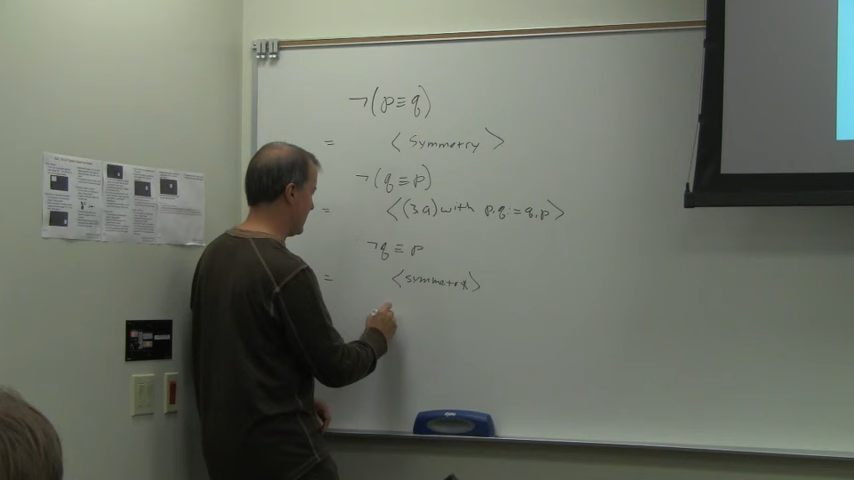 ¬(p ≡ q)
= ⟨Symmetry⟩
¬(q ≡ p)
= ⟨(3.9) with p,q := q,p⟩
¬q ≡ p
= ⟨symmetry⟩